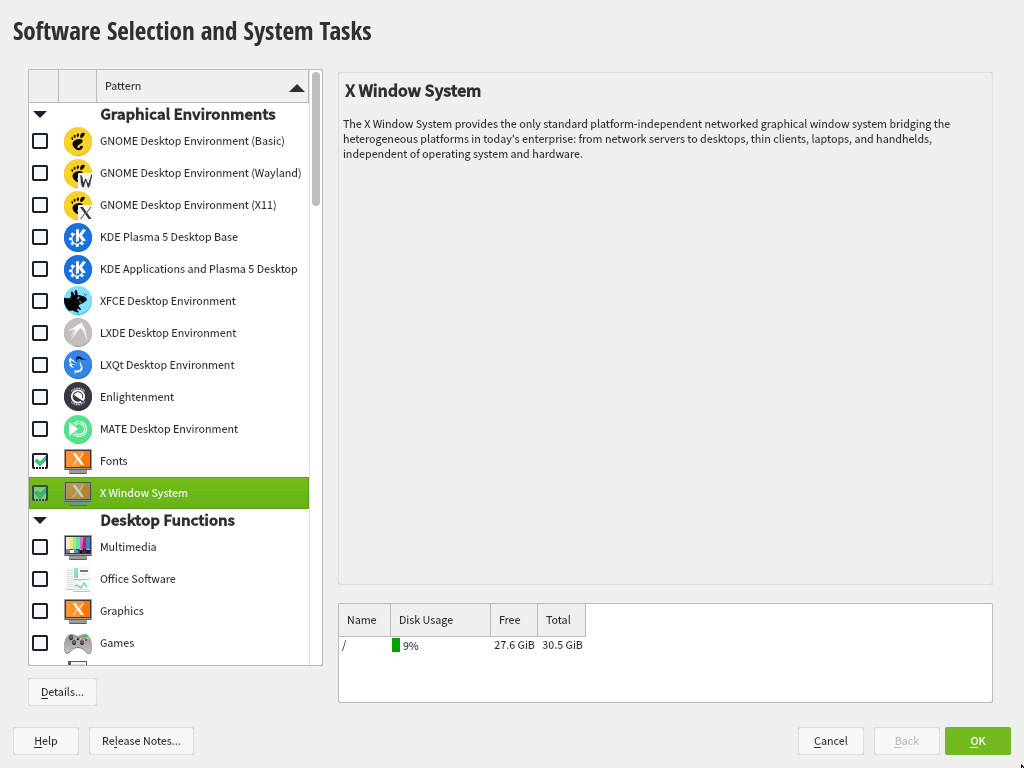 Software Selection and System Tasks
Pattern
Graphical Environments
GNOME Desktop Environment (Basic)
GNOME Desktop Environment (Wayland)
GNOME Desktop Environment (X11)
KDE Plasma 5 Desktop Base
KDE Applications and Plasma 5 Desktop
XFCE Desktop Environment
LXDE Desktop Environment
LXQt Desktop Environment
Enlightenment
MATE Desktop Environment
Fonts
X Window System
Desktop Functions
Multimedia
Office Software
Graphics
Games
Details...
X Window System
The X Window System provides the only standard platform-independent networked graphical window system bridging the
heterogeneous platforms in today's enterprise: from network servers to desktops, thin clients, laptops, and handhelds,
independent of operating system and hardware.
Name Disk Usage Free Total
/ 9% 27.6 GiB 30.5 GiB
Help Release Notes... Cancel Back OK